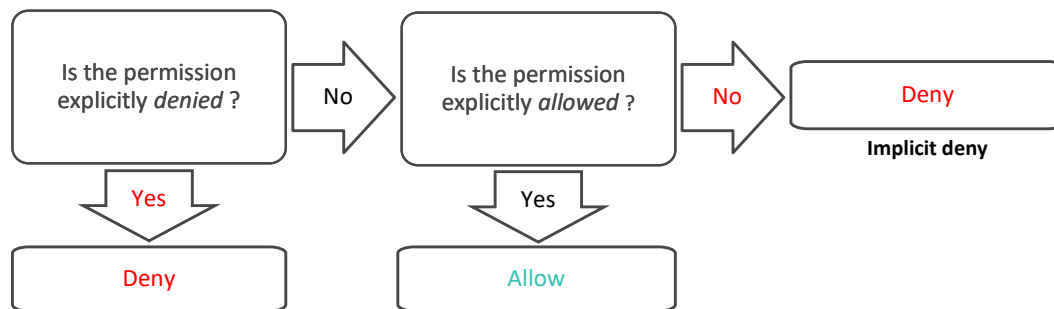 Is the permission
explicitly denied ?
No
Is the permission
explicitly allowed ?
No
Deny
Implicit deny
Yes
Yes
Deny
Allow